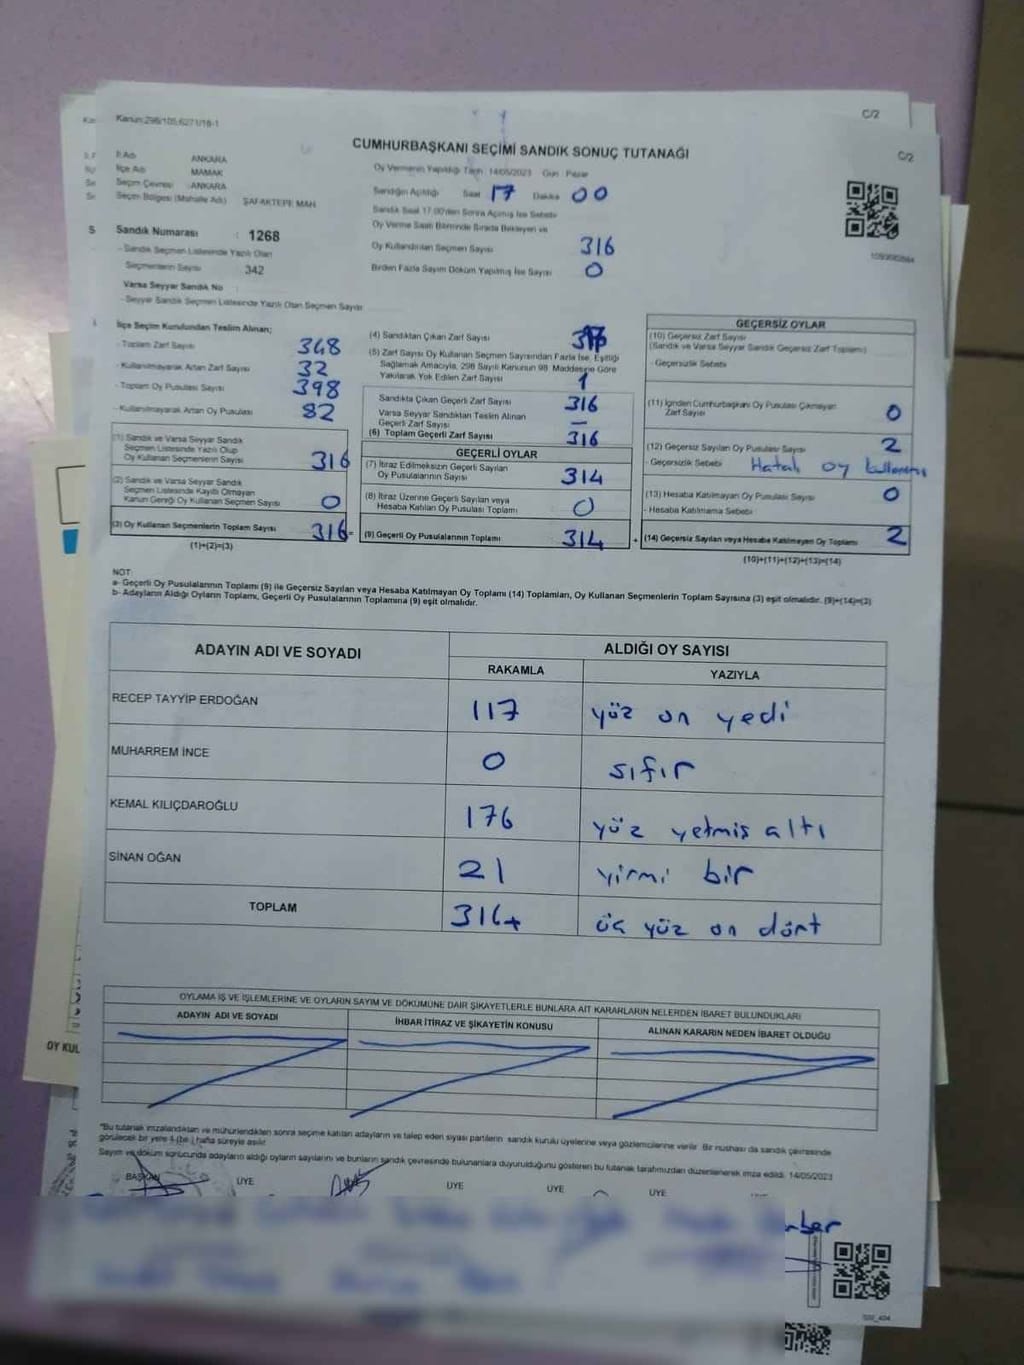 Kanun:298/105,6271/18-1
C/2
C/2
CUMHURBAŞKANI SEÇİMİ SANDIK SONUÇ TUTANAĞI
İl Adı ANKARA
İlçe Adı MAMAK
Seçim Çevresi ANKARA
Seçim Bölgesi (Mahalle Adı) ŞAFAKTEPE MAH.
Oy Vermenin Yapıldığı Tarih 14/05/2023 Gün Pazar
Sandığın Açıldığı Saat 17 Dakika 00
Sandık Saat 17.00'den Sonra Açılmış İse Sebebi
Oy Verme Saati Bitiminde Sırada Bekleyen ve
Oy Kullandırılan Seçmen Sayısı 316
Birden Fazla Sayım Döküm Yapılmış İse Sayısı 0
Sandık Numarası : 1268
- Sandık Seçmen Listesinde Yazılı Olan
Seçmenlerin Sayısı 342
Varsa Seyyar Sandık No
- Seyyar Sandık Seçmen Listesinde Yazılı Olan Seçmen Sayısı
İlçe Seçim Kurulundan Teslim Alınan;
- Toplam Zarf Sayısı 348
- Kullanılmayarak Artan Zarf Sayısı 32
- Toplam Oy Pusulası Sayısı 398
- Kullanılmayarak Artan Oy Pusulası 82
(1) Sandık ve Varsa Seyyar Sandık
Seçmen Listesinde Yazılı Olup
Oy Kullanan Seçmenlerin Sayısı 316
(2) Sandık ve Varsa Seyyar Sandık
Seçmen Listesinde Kayıtlı Olmayan
Kanun Gereği Oy Kullanan Seçmen Sayısı 0
(3) Oy Kullanan Seçmenlerin Toplam Sayısı 316=
(1)+(2)=(3)
(4) Sandıktan Çıkan Zarf Sayısı
(5) Zarf Sayısı Oy Kullanan Seçmen Sayısından Fazla İse, Eşitliği
Sağlamak Amacıyla, 298 Sayılı Kanunun 98. Maddesine Göre
Yakılarak Yok Edilen Zarf Sayısı 1
Sandıkta Çıkan Geçerli Zarf Sayısı 316
Varsa Seyyar Sandıktan Teslim Alınan
Geçerli Zarf Sayısı –
(6) Toplam Geçerli Zarf Sayısı 316
GEÇERLİ OYLAR
(7) İtiraz Edilmeksizin Geçerli Sayılan
Oy Pusulalarının Sayısı 314
(8) İtiraz Üzerine Geçerli Sayılan veya
Hesaba Katılan Oy Pusulası Toplamı 0
(9) Geçerli Oy Pusulalarının Toplamı 314 +
GEÇERSİZ OYLAR
(10) Geçersiz Zarf Sayısı
(Sandık ve Varsa Seyyar Sandık Geçersiz Zarf Toplamı)
- Geçersizlik Sebebi
(11) İçinden Cumhurbaşkanı Oy Pusulası Çıkmayan
Zarf Sayısı 0
(12) Geçersiz Sayılan Oy Pusulası Sayısı 2
- Geçersizlik Sebebi Hatalı oy kullanımı
(13) Hesaba Katılmayan Oy Pusulası Sayısı 0
- Hesaba Katılmama Sebebi
(14) Geçersiz Sayılan veya Hesaba Katılmayan Oy Toplamı 2
(10)+(11)+(12)+(13)=(14)
NOT:
a- Geçerli Oy Pusulalarının Toplamı (9) ile Geçersiz Sayılan veya Hesaba Katılmayan Oy Toplamı (14) Toplamları, Oy Kullanan Seçmenlerin Toplam Sayısına (3) eşit olmalıdır. (9)+(14)=(3)
b- Adayların Aldığı Oyların Toplamı, Geçerli Oy Pusulalarının Toplamına (9) eşit olmalıdır.
ADAYIN ADI VE SOYADI ALDIĞI OY SAYISI
RAKAMLA YAZIYLA
RECEP TAYYİP ERDOĞAN 117 yüz on yedi
MUHARREM İNCE 0 sıfır
KEMAL KILIÇDAROĞLU 176 yüz yetmiş altı
SİNAN OĞAN 21 yirmi bir
TOPLAM 314 üç yüz on dört
OYLAMA İŞ VE İŞLEMLERİNE VE OYLARIN SAYIM VE DÖKÜMÜNE DAİR ŞİKAYETLERLE BUNLARA AİT KARARLARIN NELERDEN İBARET BULUNDUKLARI
ADAYIN ADI VE SOYADI İHBAR İTİRAZ VE ŞİKAYETİN KONUSU ALINAN KARARIN NEDEN İBARET OLDUĞU
*Bu tutanak imzalandıktan ve mühürlendikten sonra seçime katılan adayların ve talep eden siyasi partilerin sandık kurulu üyelerine veya gözlemcilerine verilir. Bir nüshası da sandık çevresinde
görülecek bir yere 1 (bir) hafta süreyle asılır.
Sayım ve döküm sonucunda adayların aldığı oyların sayılarını ve bunların sandık çevresinde bulunanlara duyurulduğunu gösteren bu tutanak tarafımızdan düzenlenerek imza edildi. 14/05/2023
BAŞKAN ÜYE ÜYE ÜYE ÜYE
OY KUL